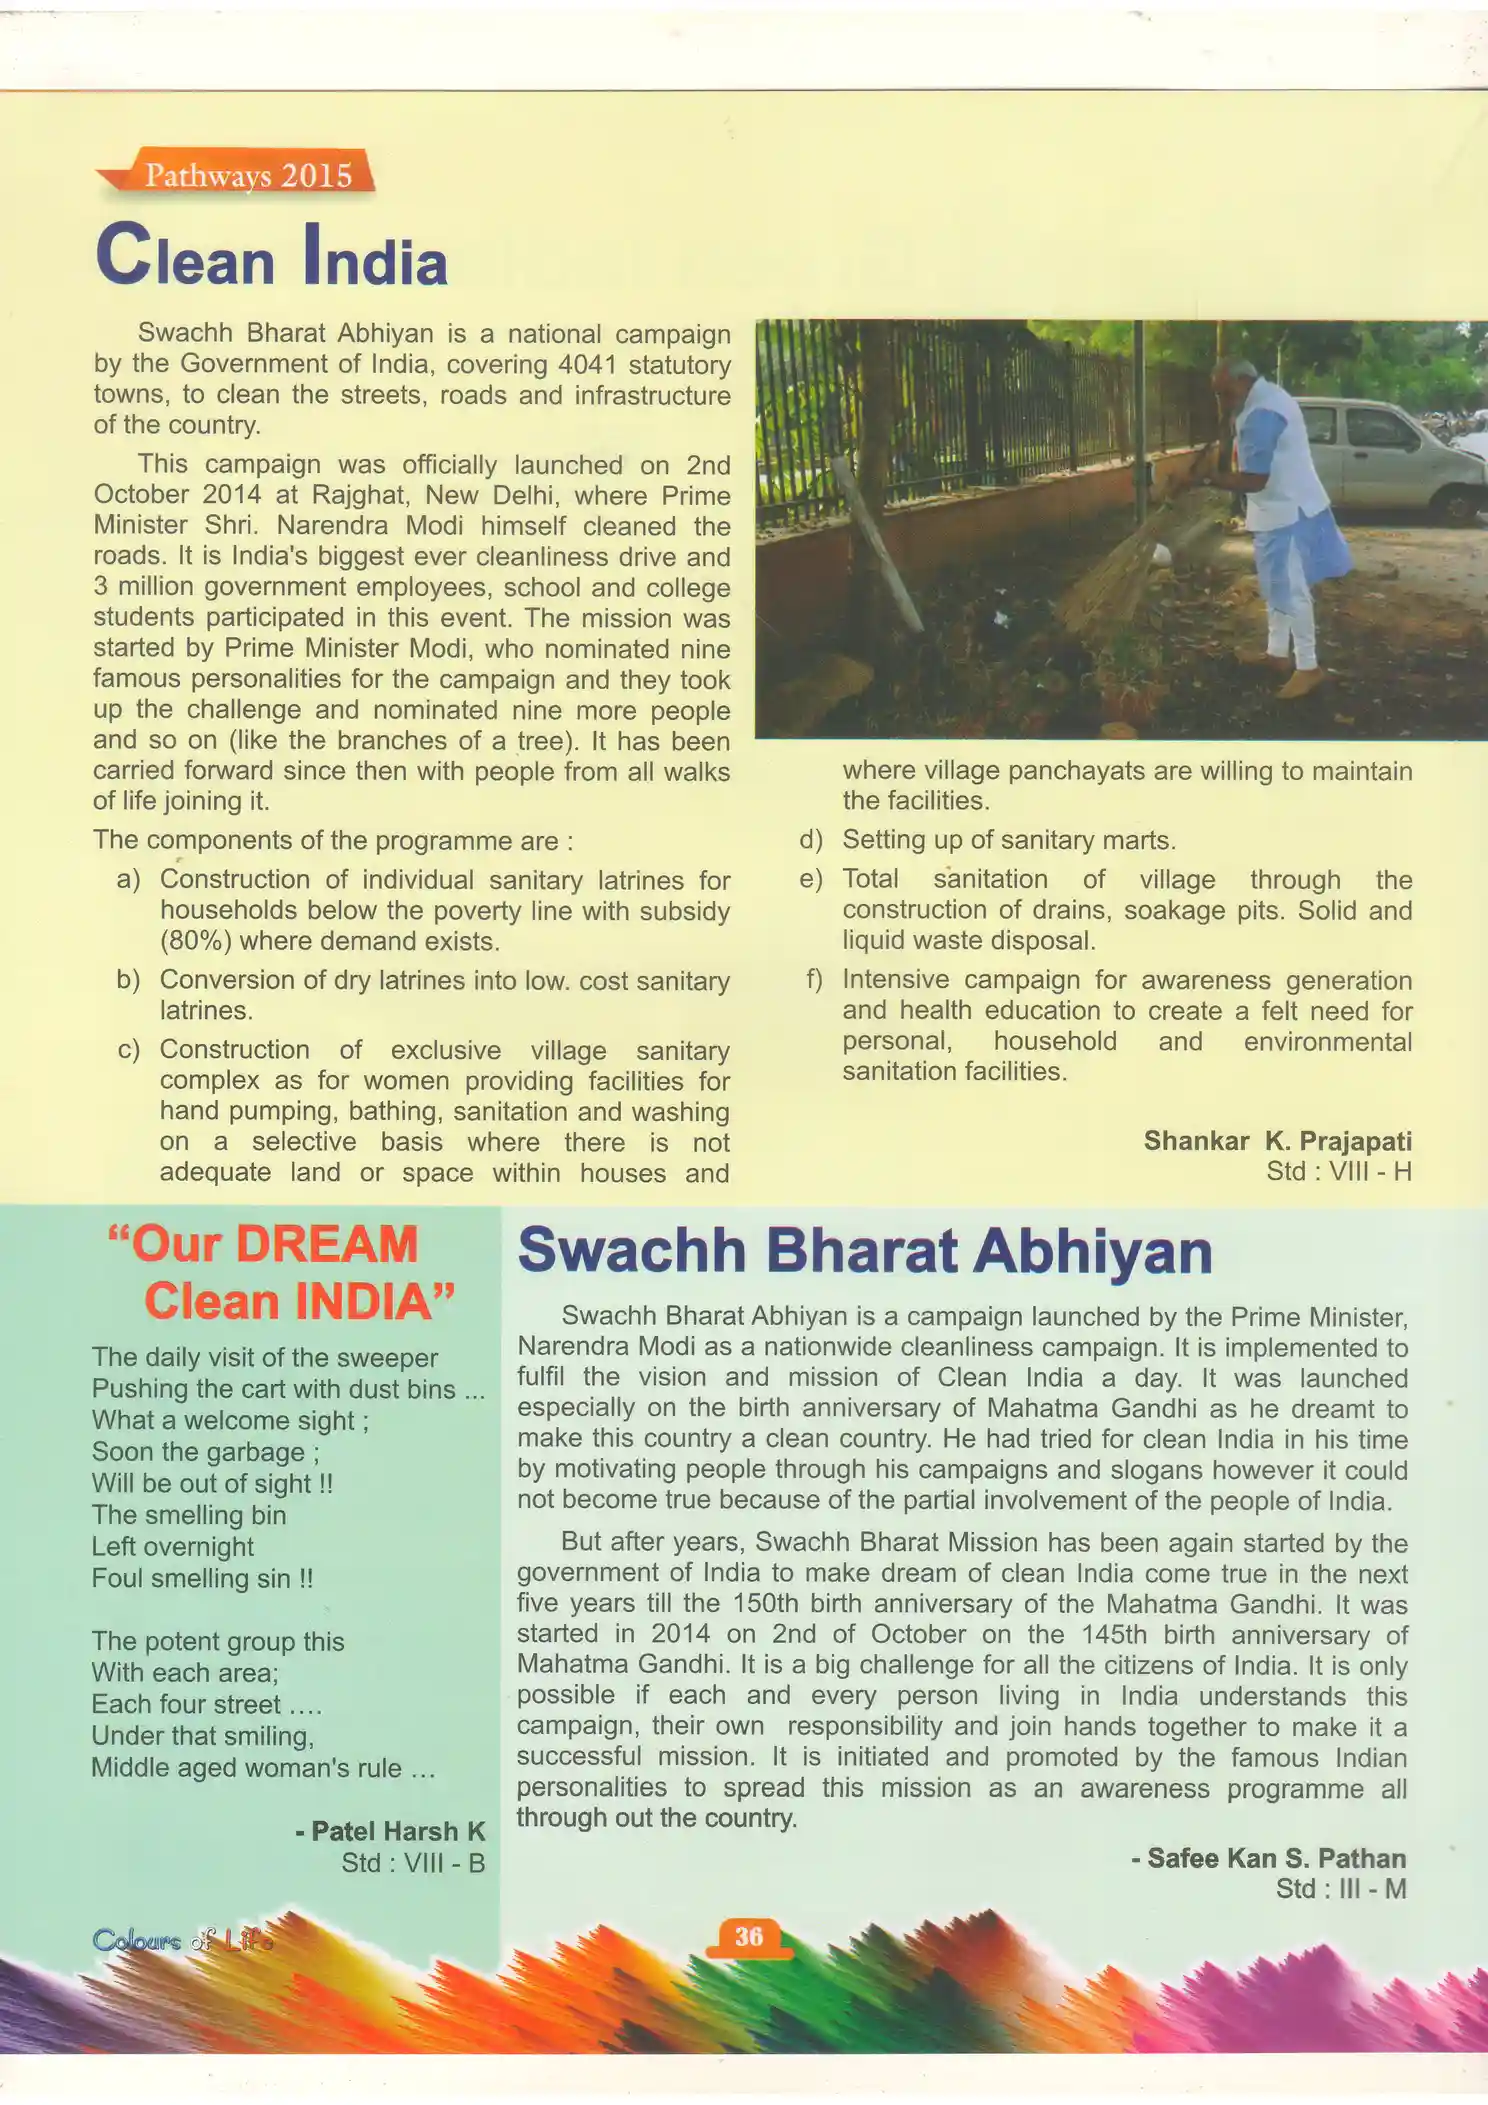 Pathways 2015
Clean India
Swachh Bharat Abhiyan is a national campaign
by the Government of India, covering 4041 statutory
towns, to clean the streets, roads and infrastructure
of the country.
This campaign was officially launched on 2nd
October 2014 at Rajghat, New Delhi, where Prime
Minister Shri. Narendra Modi himself cleaned the
roads. It is India's biggest ever cleanliness drive and
3 million government employees, school and college
students participated in this event. The mission was
started by Prime Minister Modi, who nominated nine
famous personalities for the campaign and they took
up the challenge and nominated nine more people
and so on (like the branches of a tree). It has been
carried forward since then with people from all walks
of life joining it.
The components of the programme are :
a) Construction of individual sanitary latrines for
households below the poverty line with subsidy
(80%) where demand exists.
b) Conversion of dry latrines into low. cost sanitary
latrines.
c) Construction of exclusive village sanitary
complex as for women providing facilities for
hand pumping, bathing, sanitation and washing
on a selective basis where there is not
adequate land or space within houses and
where village panchayats are willing to maintain
the facilities.
d) Setting up of sanitary marts.
e) Total sanitation of village through the
construction of drains, soakage pits. Solid and
liquid waste disposal.
f) Intensive campaign for awareness generation
and health education to create a felt need for
personal, household and environmental
sanitation facilities.
Shankar K. Prajapati
Std : VIII - H
“Our DREAM
Clean INDIA”
The daily visit of the sweeper
Pushing the cart with dust bins ...
What a welcome sight ;
Soon the garbage ;
Will be out of sight !!
The smelling bin
Left overnight
Foul smelling sin !!
The potent group this
With each area;
Each four street ....
Under that smiling,
Middle aged woman's rule ...
- Patel Harsh K
Std : VIII - B
Swachh Bharat Abhiyan
Swachh Bharat Abhiyan is a campaign launched by the Prime Minister,
Narendra Modi as a nationwide cleanliness campaign. It is implemented to
fulfil the vision and mission of Clean India a day. It was launched
especially on the birth anniversary of Mahatma Gandhi as he dreamt to
make this country a clean country. He had tried for clean India in his time
by motivating people through his campaigns and slogans however it could
not become true because of the partial involvement of the people of India.
But after years, Swachh Bharat Mission has been again started by the
government of India to make dream of clean India come true in the next
five years till the 150th birth anniversary of the Mahatma Gandhi. It was
started in 2014 on 2nd of October on the 145th birth anniversary of
Mahatma Gandhi. It is a big challenge for all the citizens of India. It is only
possible if each and every person living in India understands this
campaign, their own responsibility and join hands together to make it a
successful mission. It is initiated and promoted by the famous Indian
personalities to spread this mission as an awareness programme all
through out the country.
- Safee Kan S. Pathan
Std : III - M
Colours of Life
36